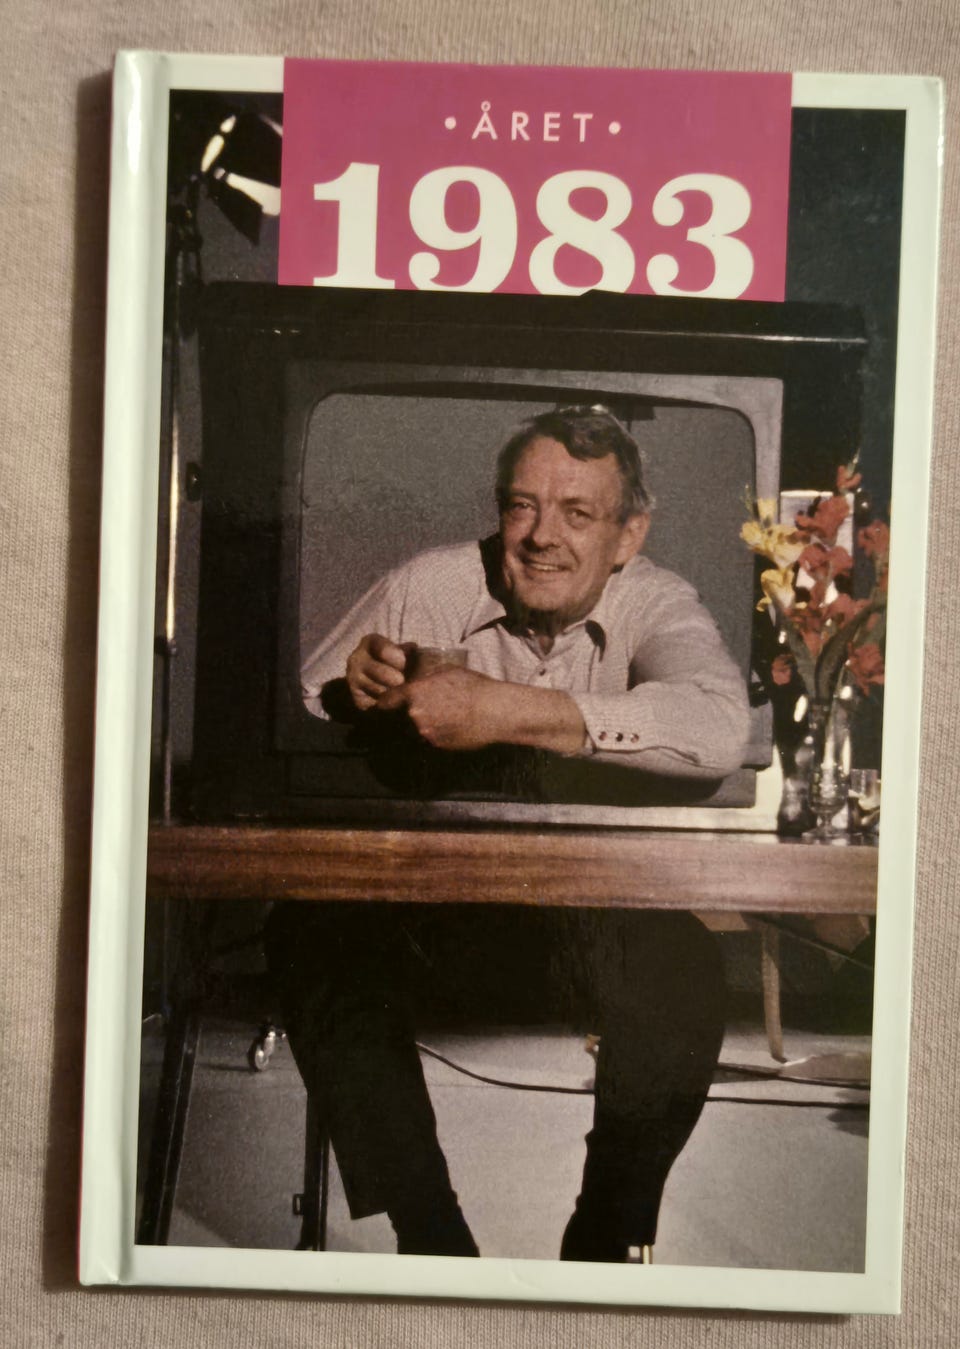 • ÅRET •
1983